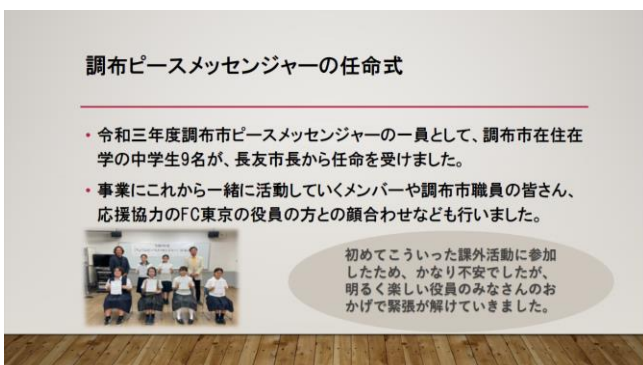 調布ピースメッセンジャーの任命式
• 令和三年度調布市ピースメッセンジャーの一員として、調布市在住在
学の中学生9名が、長友市長から任命を受けました。
• 事業にこれから一緒に活動していくメンバーや調布市職員の皆さん、
応援協力のFC東京の役員の方との顔合わせなども行いました。
初めてこういった課外活動に参加
したため、かなり不安でしたが、
明るく楽しい役員のみなさんのお
かげで緊張が解けていきました。